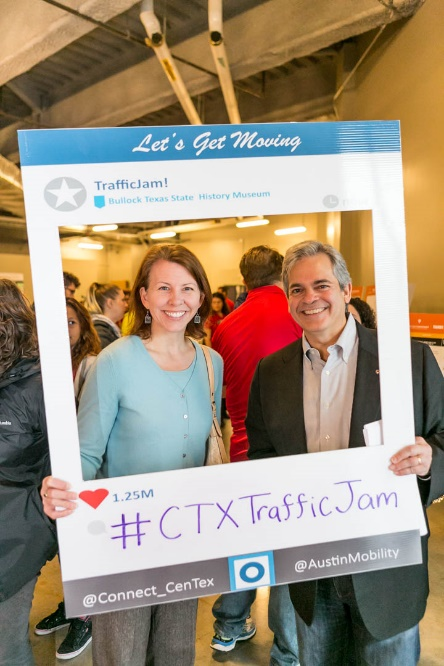 Let's Get Moving
TrafficJam!
Bullock Texas State History Museum
1.25M
#CTXTrafficJam
@Connect_CenTex
@AustinMobility